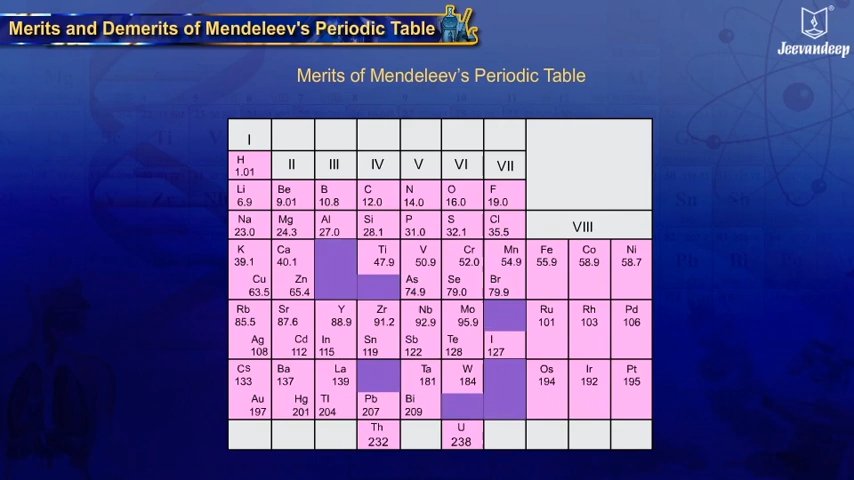 Merits and Demerits of Mendeleev's Periodic Table
Jeevandeep
Merits of Mendeleev's Periodic Table
I
H II III IV V VI VII
1.01
Li Be B C N O F
6.9 9.01 10.8 12.0 14.0 16.0 19.0
Na Mg Al Si P S Cl VIII
23.0 24.3 27.0 28.1 31.0 32.1 35.5
K Ca Ti V Cr Mn Fe Co Ni
39.1 40.1 47.9 50.9 52.0 54.9 55.9 58.9 58.7
Cu Zn As Se Br
63.5 65.4 74.9 79.0 79.9
Rb Sr Y Zr Nb Mo Ru Rh Pd
85.5 87.6 88.9 91.2 92.9 95.9 101 103 106
Ag Cd In Sn Sb Te I
108 112 115 119 122 128 127
Cs Ba La Ta W Os Ir Pt
133 137 139 181 184 194 192 195
Au Hg Tl Pb Bi
197 201 204 207 209
Th U
232 238